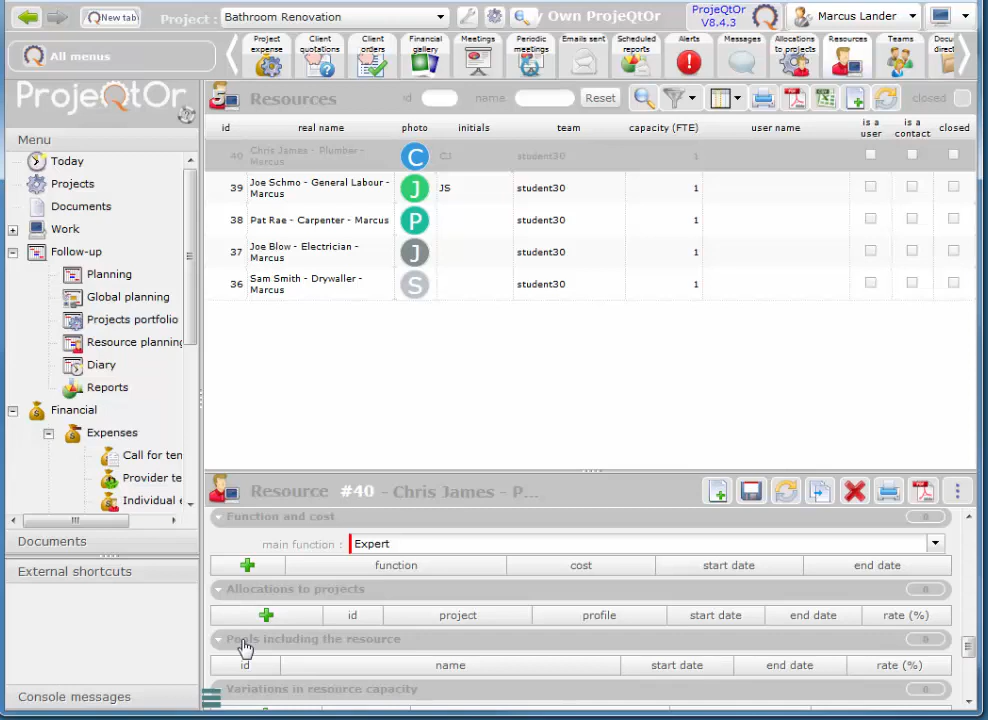 New tab
Project :
Bathroom Renovation
y Own ProjeQtOr
ProjeQtOr
V8.4.3
Marcus Lander
All menus
Project
expense
Client
quotations
Client
orders
Financial
gallery
Meetings
Periodic
meetings
Emails sent
Scheduled
reports
Alerts
Messages
Allocations
to projects
Resources
Teams
Docu
direct
ProjeQtOr
Resources
id
name
Reset
closed
Menu
id
real name
photo
initials
team
capacity (FTE)
user name
is a
user
is a
contact
closed
Today
Projects
Documents
Work
Follow-up
Planning
Global planning
Projects portfolio
Resource planning
Diary
Reports
Financial
Expenses
Call for ten
Provider te
Individual e
40
Chris James - Plumber -
Marcus
C
CJ
student30
1
39
Joe Schmo - General Labour -
Marcus
J
JS
student30
1
38
Pat Rae - Carpenter - Marcus
P
student30
1
37
Joe Blow - Electrician -
Marcus
J
student30
1
36
Sam Smith - Drywaller -
Marcus
S
student30
1
Documents
External shortcuts
Console messages
Resource #40 - Chris James - P...
Function and cost
0
main function :
Expert
function
cost
start date
end date
Allocations to projects
0
id
project
profile
start date
end date
rate (%)
Pools including the resource
0
id
name
start date
end date
rate (%)
Variations in resource capacity
0